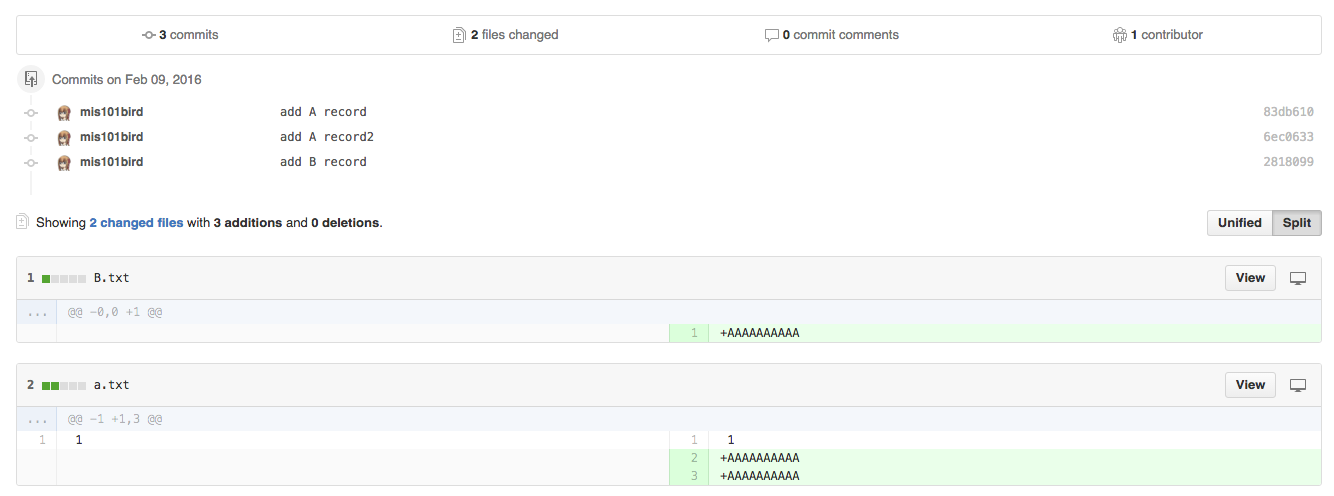 3 commits 2 files changed 0 commit comments 1 contributor
Commits on Feb 09, 2016
mis101bird add A record 83db610
mis101bird add A record2 6ec0633
mis101bird add B record 2818099
Showing 2 changed files with 3 additions and 0 deletions. Unified Split
1 B.txt View
... @@ -0,0 +1 @@
1 +AAAAAAAAAA
2 a.txt View
... @@ -1 +1,3 @@
1 1 1 1
2 +AAAAAAAAAA
3 +AAAAAAAAAA